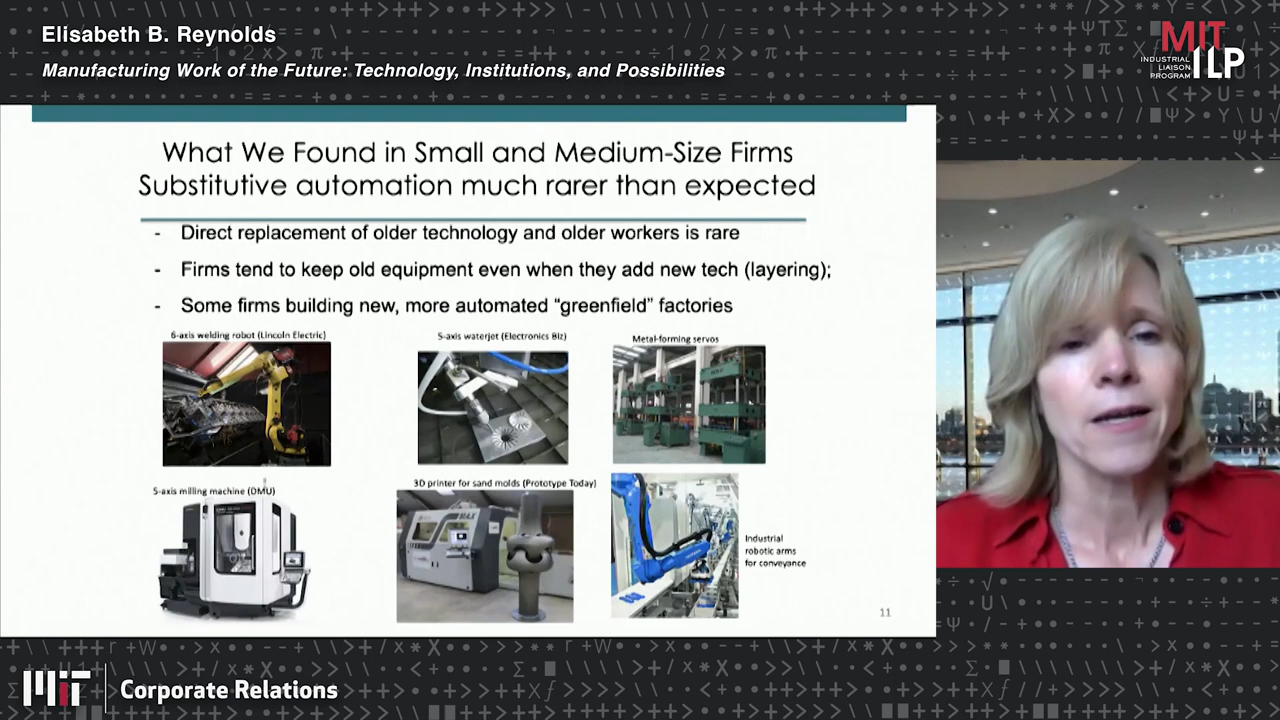 Elisabeth B. Reynolds
Manufacturing Work of the Future: Technology, Institutions, and Possibilities
MIT
INDUSTRIAL
LIAISON
PROGRAM
ILP
What We Found in Small and Medium-Size Firms
Substitutive automation much rarer than expected
- Direct replacement of older technology and older workers is rare
- Firms tend to keep old equipment even when they add new tech (layering);
- Some firms building new, more automated “greenfield” factories
6-axis welding robot (Lincoln Electric)
5-axis waterjet (Electronics Biz)
Metal-forming servos
5-axis milling machine (DMU)
3D printer for sand molds (Prototype Today)
Industrial
robotic arms
for conveyance
11
MIT
Corporate Relations